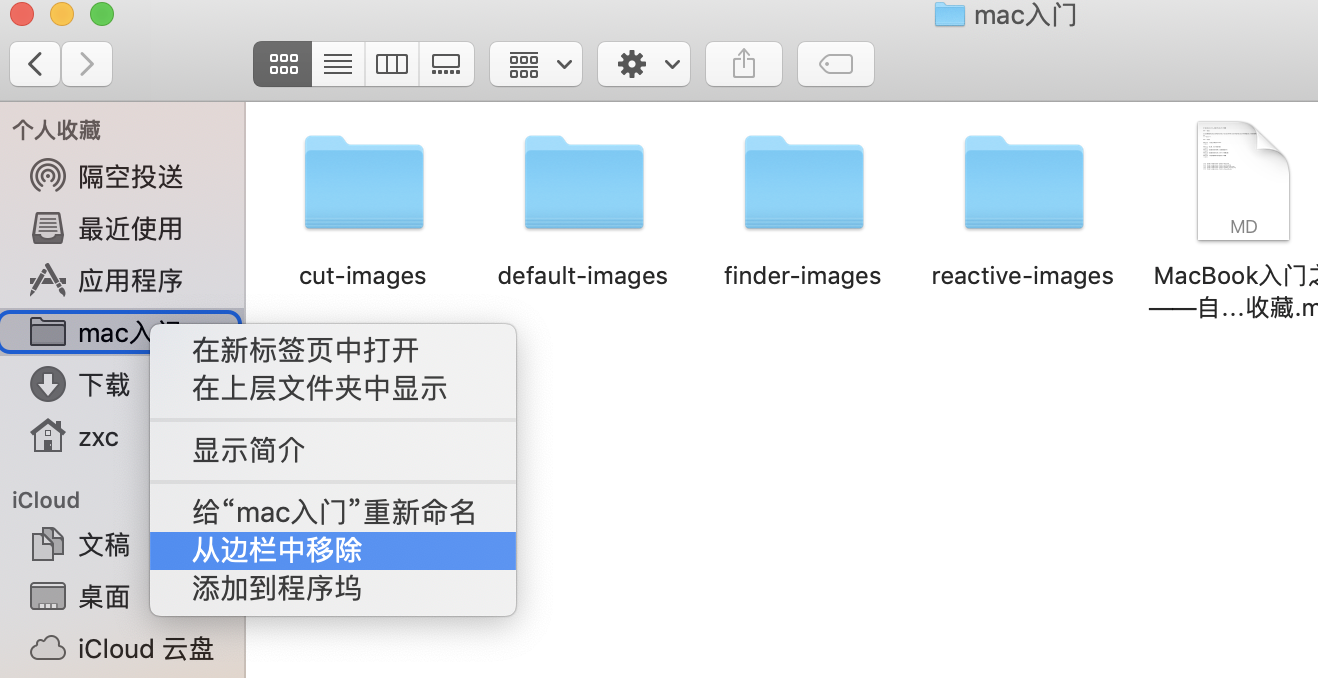 mac入门
个人收藏
隔空投送
最近使用
应用程序
mac入门
下载
zxc
iCloud
文稿
桌面
iCloud 云盘
cut-images
default-images
finder-images
reactive-images
MD
MacBook入门之
——自…收藏.m
在新标签页中打开
在上层文件夹中显示
显示简介
给“mac入门”重新命名
从边栏中移除
添加到程序坞